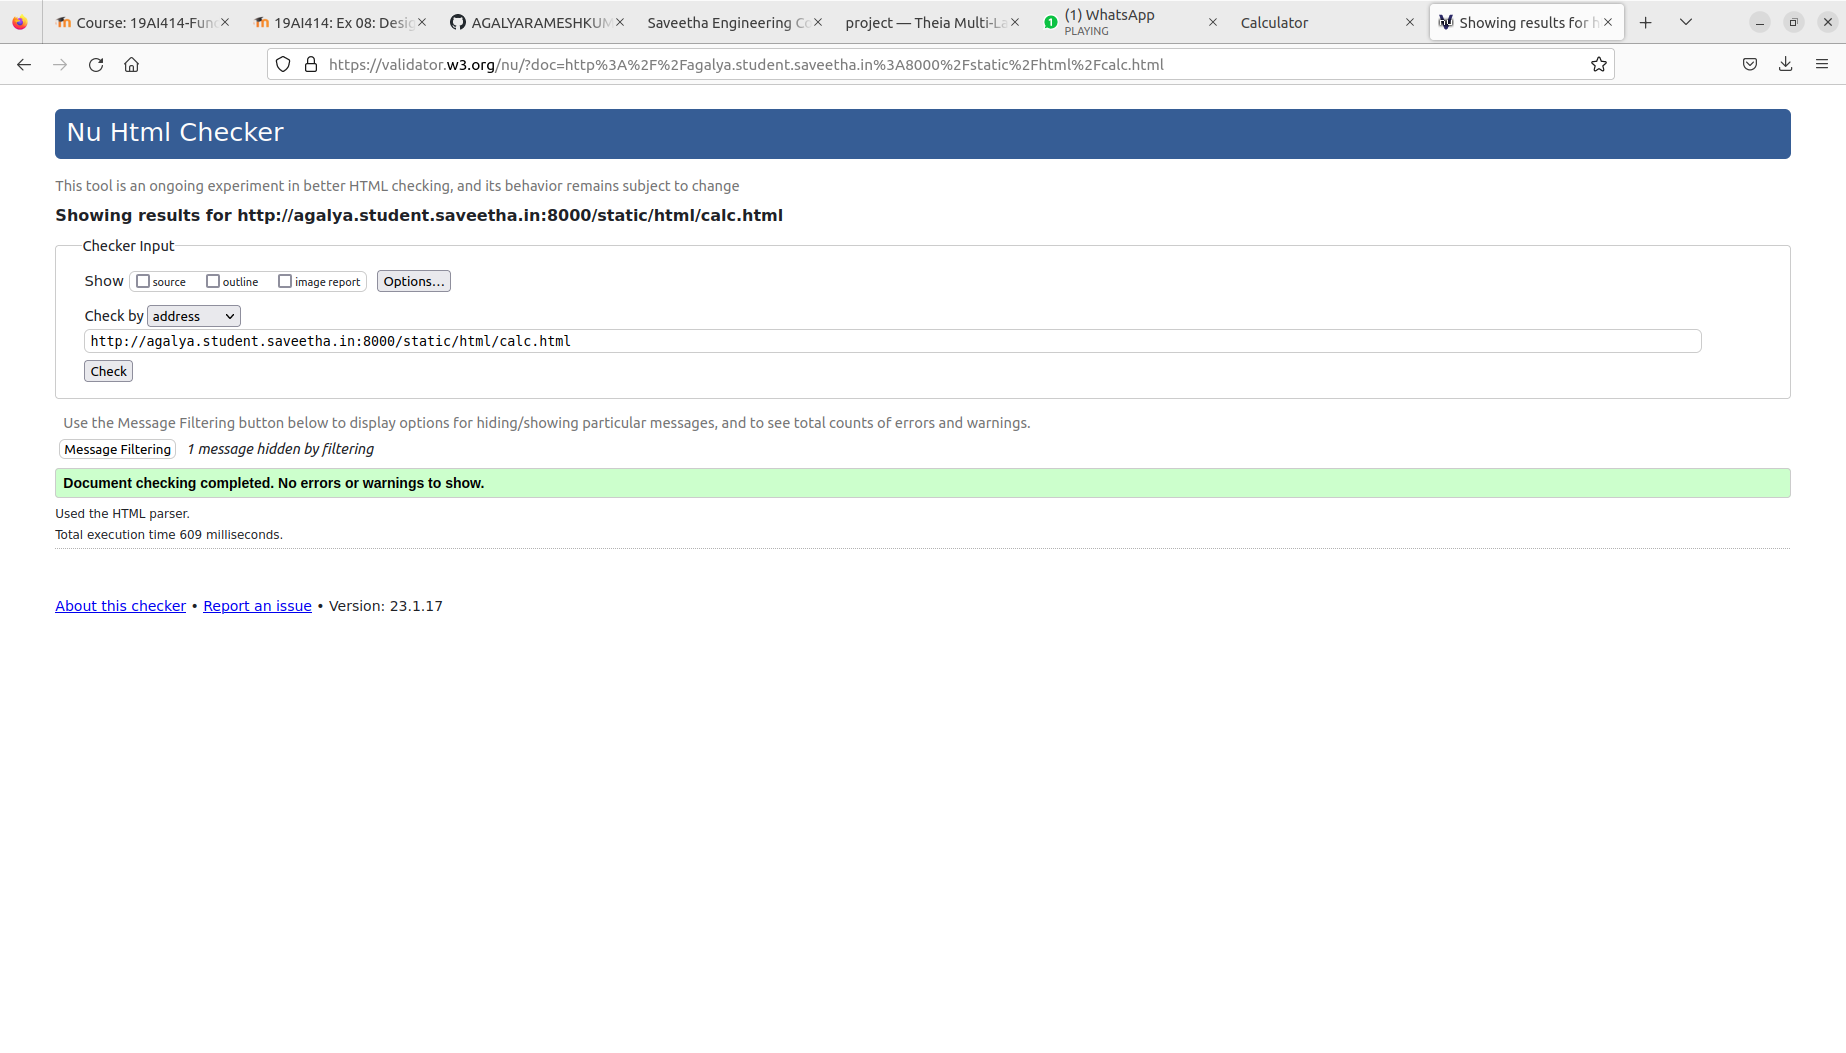 Course: 19AI414-Fun
19AI414: Ex 08: Desig
AGALYARAMESHKUM
Saveetha Engineering Co
project — Theia Multi-La
1
(1) WhatsApp
PLAYING
Calculator
Showing results for h
https://validator.w3.org/nu/?doc=http%3A%2F%2Fagalya.student.saveetha.in%3A8000%2Fstatic%2Fhtml%2Fcalc.html
Nu Html Checker
This tool is an ongoing experiment in better HTML checking, and its behavior remains subject to change
Showing results for http://agalya.student.saveetha.in:8000/static/html/calc.html
Checker Input
Show source outline image report Options...
Check by address
http://agalya.student.saveetha.in:8000/static/html/calc.html
Check
Use the Message Filtering button below to display options for hiding/showing particular messages, and to see total counts of errors and warnings.
Message Filtering 1 message hidden by filtering
Document checking completed. No errors or warnings to show.
Used the HTML parser.
Total execution time 609 milliseconds.
About this checker • Report an issue • Version: 23.1.17